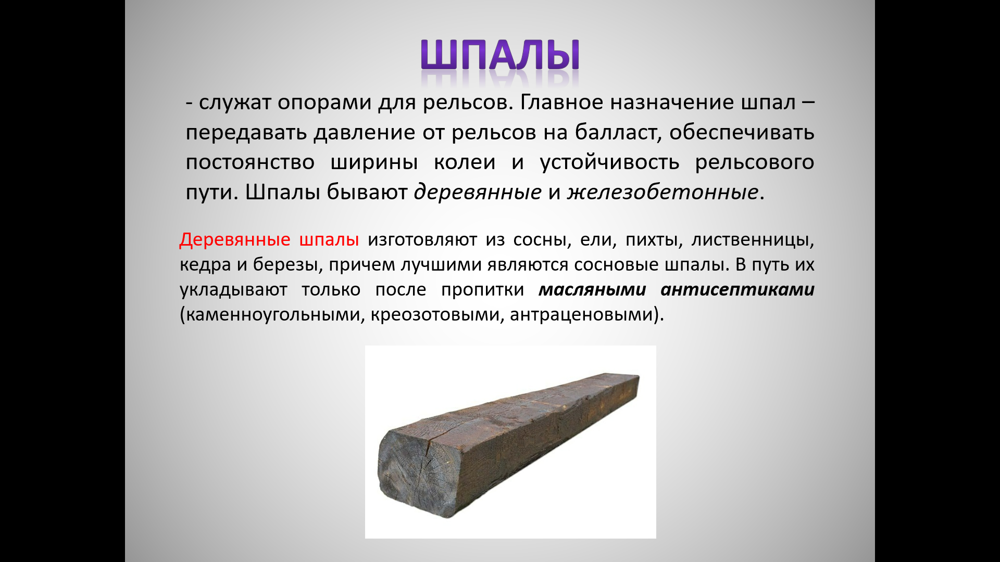 ШПАЛЫ
- служат опорами для рельсов. Главное назначение шпал –
передавать давление от рельсов на балласт, обеспечивать
постоянство ширины колеи и устойчивость рельсового
пути. Шпалы бывают деревянные и железобетонные.
Деревянные шпалы изготовляют из сосны, ели, пихты, лиственницы,
кедра и березы, причем лучшими являются сосновые шпалы. В путь их
укладывают только после пропитки масляными антисептиками
(каменноугольными, креозотовыми, антраценовыми).